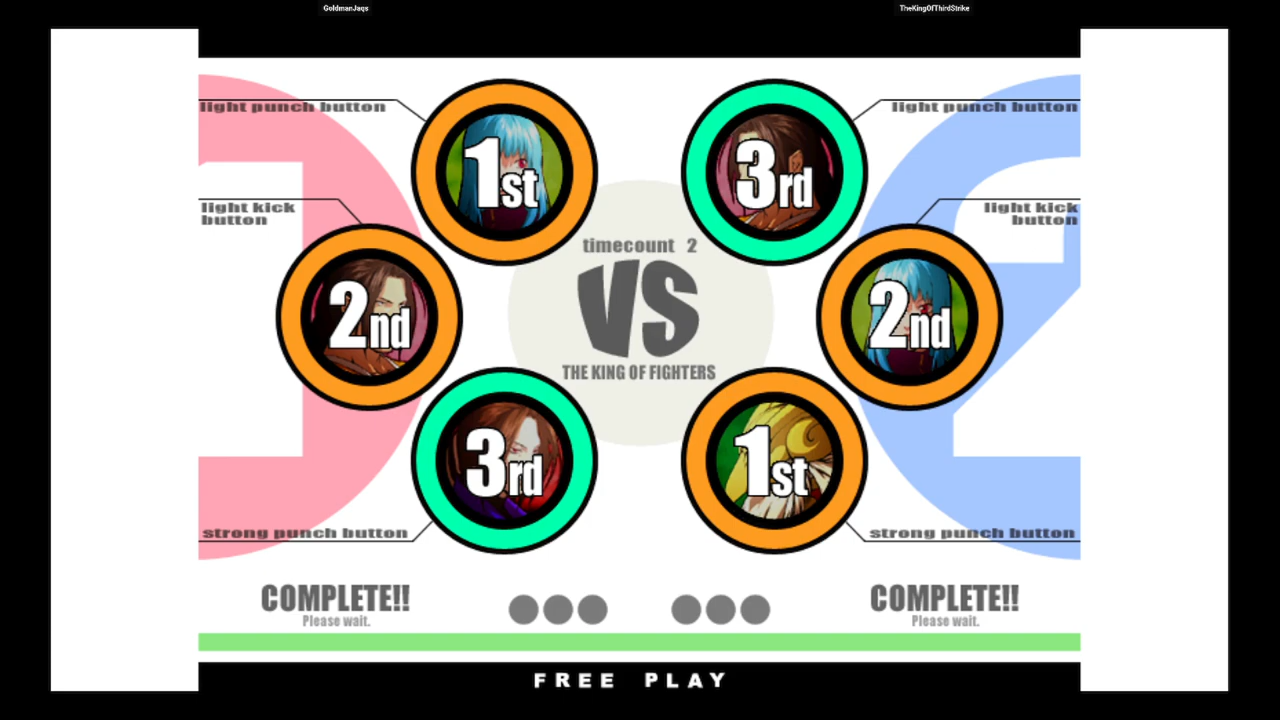 GoldmanJaqs
TheKingOfThirdStrike
light punch button
light punch button
1st
3rd
light kick
button
light kick
button
timecount 2
VS
THE KING OF FIGHTERS
2nd
2nd
3rd
1st
strong punch button
strong punch button
COMPLETE!!
Please wait.
COMPLETE!!
Please wait.
FREE PLAY